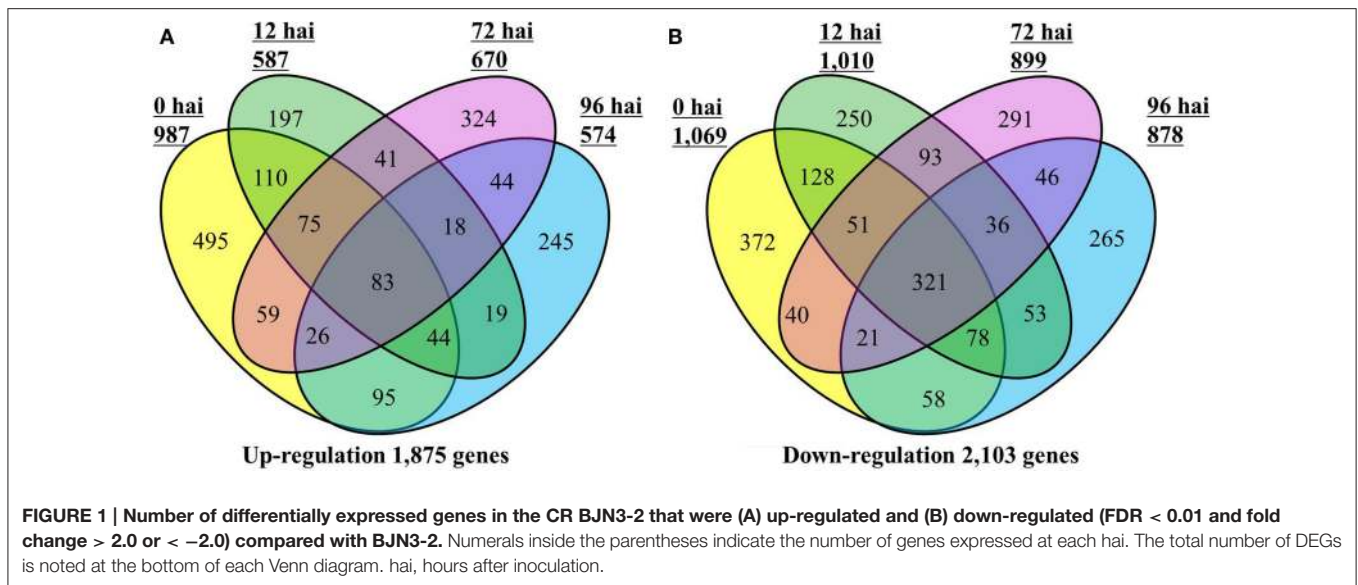 A
12 hai
587
72 hai
670
0 hai
987
96 hai
574
197
324
41
110
44
75
18
495
245
83
59
19
26
44
95
Up-regulation 1,875 genes
B
12 hai
1,010
72 hai
899
0 hai
1,069
96 hai
878
250
291
93
128
46
51
36
372
265
321
40
53
21
78
58
Down-regulation 2,103 genes
FIGURE 1 | Number of differentially expressed genes in the CR BJN3-2 that were (A) up-regulated and (B) down-regulated (FDR < 0.01 and fold
change > 2.0 or < −2.0) compared with BJN3-2. Numerals inside the parentheses indicate the number of genes expressed at each hai. The total number of DEGs
is noted at the bottom of each Venn diagram. hai, hours after inoculation.